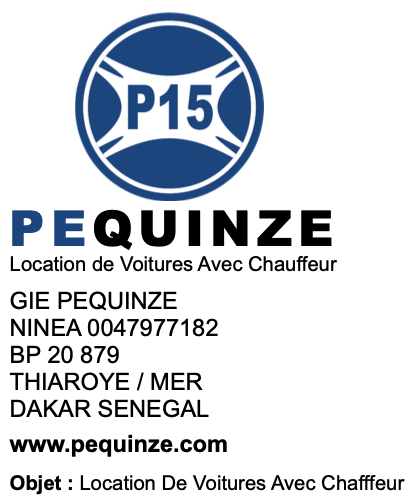 P15
PEQUINZE
Location de Voitures Avec Chauffeur
GIE PEQUINZE
NINEA 0047977182
BP 20 879
THIAROYE / MER
DAKAR SENEGAL
www.pequinze.com
Objet : Location De Voitures Avec Chafffeur